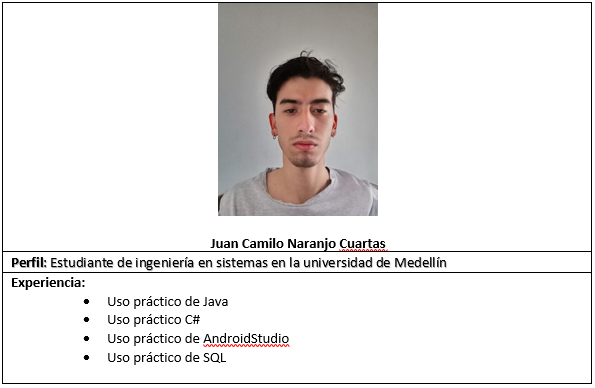 Juan Camilo Naranjo Cuartas
Perfil: Estudiante de ingeniería en sistemas en la universidad de Medellín
Experiencia:
• Uso práctico de Java
• Uso práctico C#
• Uso práctico de AndroidStudio
• Uso práctico de SQL